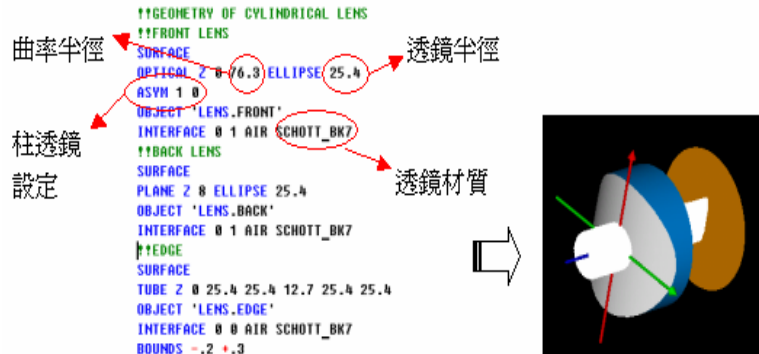 !!GEOMETRY OF CYLINDRICAL LENS
!!FRONT LENS
SURFACE
OPTICAL Z 0 76.3 ELLIPSE 25.4
ASYM 1 0
OBJECT 'LENS.FRONT'
INTERFACE 0 1 AIR SCHOTT_BK7
!!BACK LENS
SURFACE
PLANE Z 8 ELLIPSE 25.4
OBJECT 'LENS.BACK'
INTERFACE 0 1 AIR SCHOTT_BK7
!!EDGE
SURFACE
TUBE Z 0 25.4 25.4 12.7 25.4 25.4
OBJECT 'LENS.EDGE'
INTERFACE 0 0 AIR SCHOTT_BK7
BOUNDS -.2 +.3
曲率半徑
透鏡半徑
柱透鏡
設定
透鏡材質